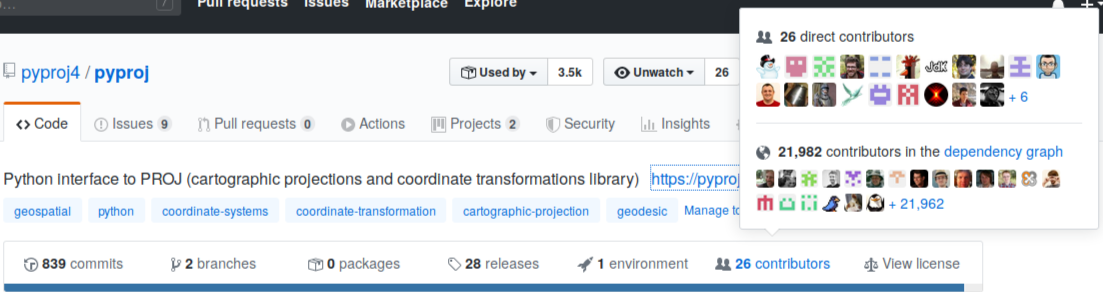 ... /
Pull requests Issues Marketplace Explore
pyproj4 / pyproj
Used by 3.5k Unwatch 26
Code Issues 9 Pull requests 0 Actions Projects 2 Security Insights
Python interface to PROJ (cartographic projections and coordinate transformations library) https://pyproj
geospatial python coordinate-systems coordinate-transformation cartographic-projection geodesic Manage to
839 commits 2 branches 0 packages 28 releases 1 environment 26 contributors View license
26 direct contributors
JdK
+ 6
21,982 contributors in the dependency graph
+ 21,962